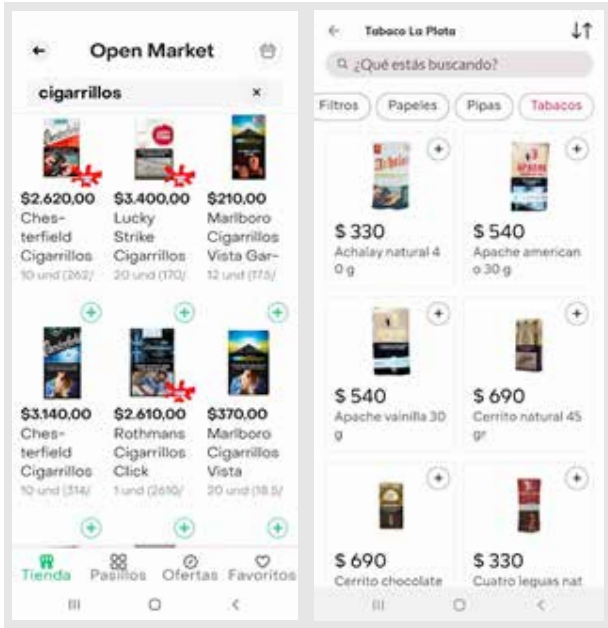 Open Market
cigarrillos
$2.620,00
Ches-
terfield
Cigarrillos
10 und (262/
$3.400,00
Lucky
Strike
Cigarrillos
20 und (170/
$210,00
Marlboro
Cigarrillos
Vista Gar-
12 und (17.5/
$3.140,00
Ches-
terfield
Cigarrillos
10 und (314/
$2.610,00
Rothmans
Cigarrillos
Click
1 und (2610/
$370,00
Marlboro
Cigarrillos
Vista
20 und (18.5/
Tienda
Pasillos
Ofertas
Favoritos
Tabaco La Plata
¿Qué estás buscando?
Filtros
Papeles
Pipas
Tabacos
$ 330
Achalay natural 4
0 g
$ 540
Apache american
o 30 g
$ 540
Apache vainilla 30
g
$ 690
Cerrito natural 45
gr
$ 690
Cerrito chocolate
$ 330
Cuatro leguas nat